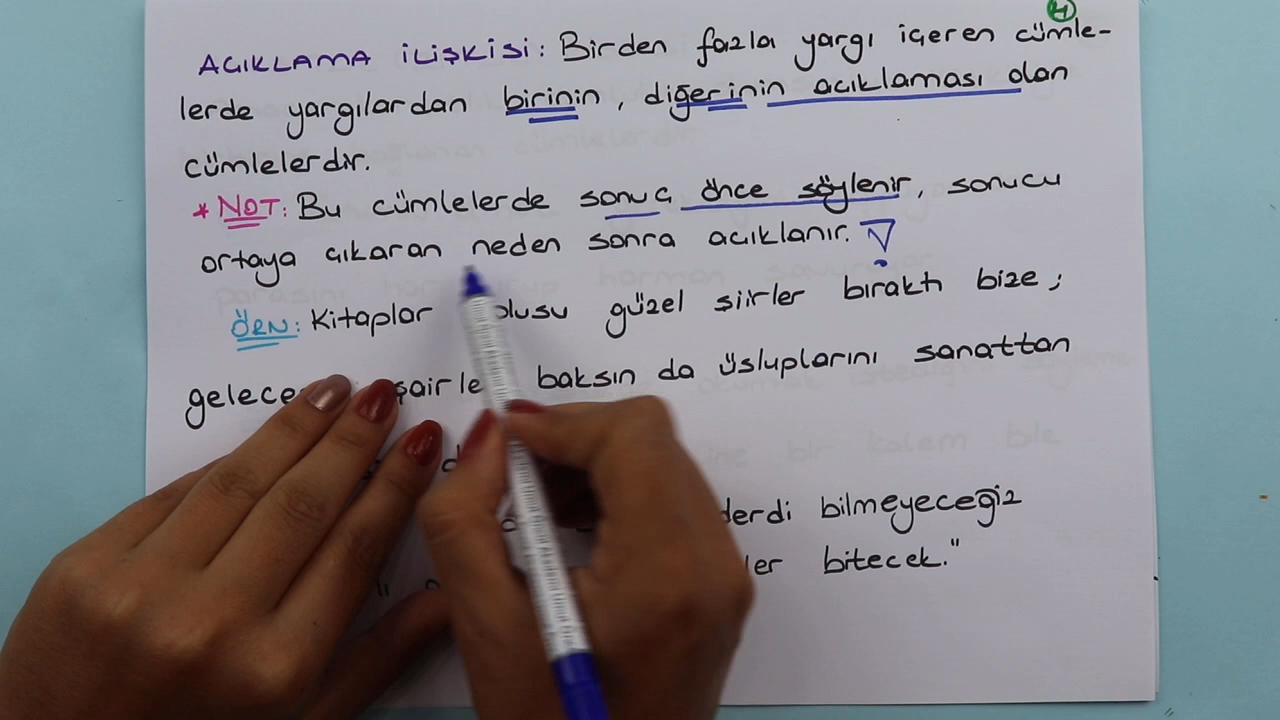 4
AÇIKLAMA İLİŞKİSİ: Birden fazla yargı içeren cümle-
lerde yargılardan birinin, diğerinin açıklaması olan
cümlelerdir.
* NOT: Bu cümlelerde sonuç önce söylenir, sonucu
ortaya çıkaran neden sonra açıklanır.
ÖRN: Kitaplar dolusu güzel şiirler bıraktı bize;
şairler baksın da üsluplarını sanattan
derdi bilmeyeceğiz
bitecek."